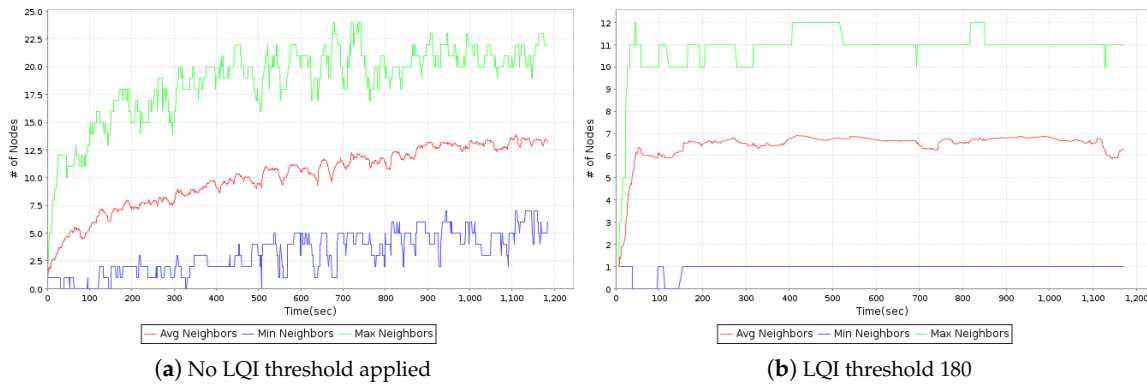 25.0
22.5
20.0
17.5
15.0
12.5
10.0
7.5
5.0
2.5
0.0
# of Nodes
0 100 200 300 400 500 600 700 800 900 1,000 1,100 1,200
Time(sec)
Avg Neighbors Min Neighbors Max Neighbors
(a) No LQI threshold applied
12
11
10
9
8
7
6
5
4
3
2
1
0
# of Nodes
0 100 200 300 400 500 600 700 800 900 1,000 1,100 1,200
Time(sec)
Avg Neighbors Min Neighbors Max Neighbors
(b) LQI threshold 180